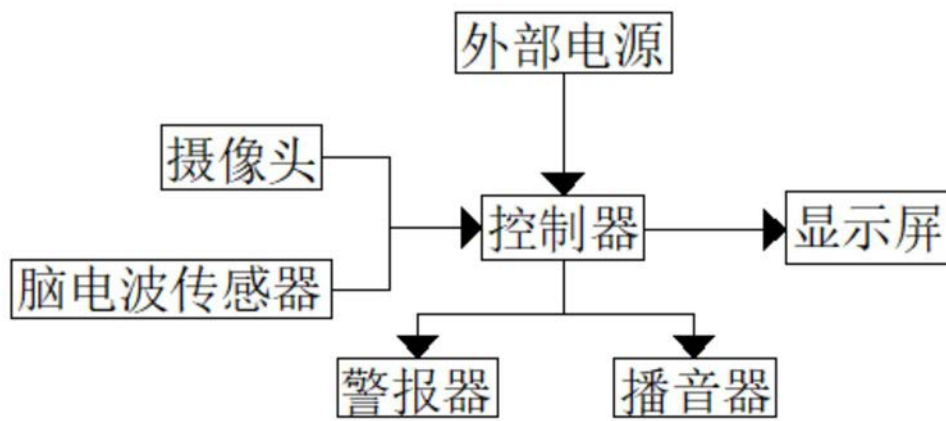 外部电源
摄像头
控制器
显示屏
脑电波传感器
警报器
播音器